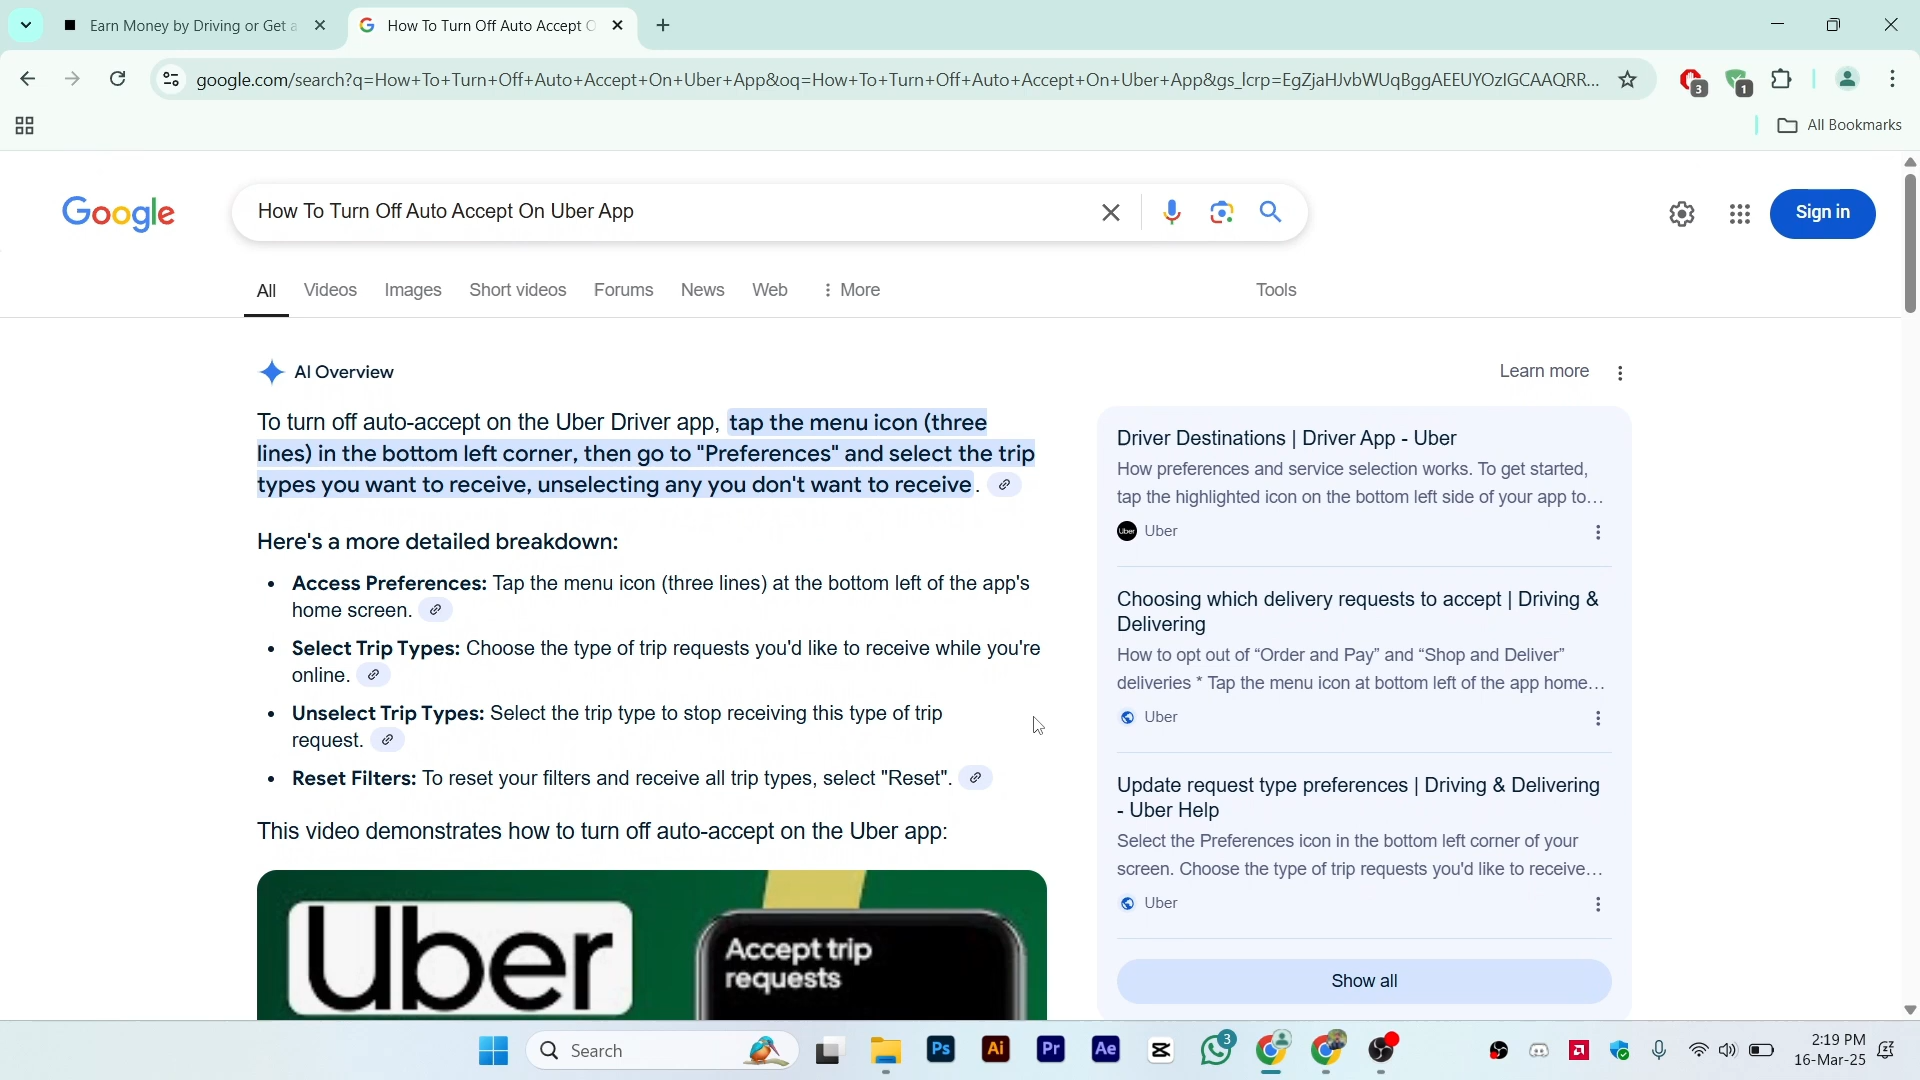 Earn Money by Driving or Get a
How To Turn Off Auto Accept O
google.com/search?q=How+To+Turn+Off+Auto+Accept+On+Uber+App&oq=How+To+Turn+Off+Auto+Accept+On+Uber+App&gs_lcrp=EgZjaHJvbWUqBggAEEUYOzIGCAAQRR...
3
1
All Bookmarks
Google
How To Turn Off Auto Accept On Uber App
Sign in
All
Videos
Images
Short videos
Forums
News
Web
More
Tools
AI Overview
Learn more
To turn off auto-accept on the Uber Driver app, tap the menu icon (three
lines) in the bottom left corner, then go to "Preferences" and select the trip
types you want to receive, unselecting any you don't want to receive.
Here's a more detailed breakdown:
• Access Preferences: Tap the menu icon (three lines) at the bottom left of the app's
home screen.
• Select Trip Types: Choose the type of trip requests you'd like to receive while you're
online.
• Unselect Trip Types: Select the trip type to stop receiving this type of trip
request.
• Reset Filters: To reset your filters and receive all trip types, select "Reset".
This video demonstrates how to turn off auto-accept on the Uber app:
Uber
Accept trip
requests
Driver Destinations | Driver App - Uber
How preferences and service selection works. To get started,
tap the highlighted icon on the bottom left side of your app to...
Uber
Uber
Choosing which delivery requests to accept | Driving &
Delivering
How to opt out of “Order and Pay” and “Shop and Deliver”
deliveries * Tap the menu icon at bottom left of the app home...
Uber
Update request type preferences | Driving & Delivering
- Uber Help
Select the Preferences icon in the bottom left corner of your
screen. Choose the type of trip requests you'd like to receive...
Uber
Show all
Search
Ps
Ai
Pr
Ae
3
2:19 PM
16-Mar-25